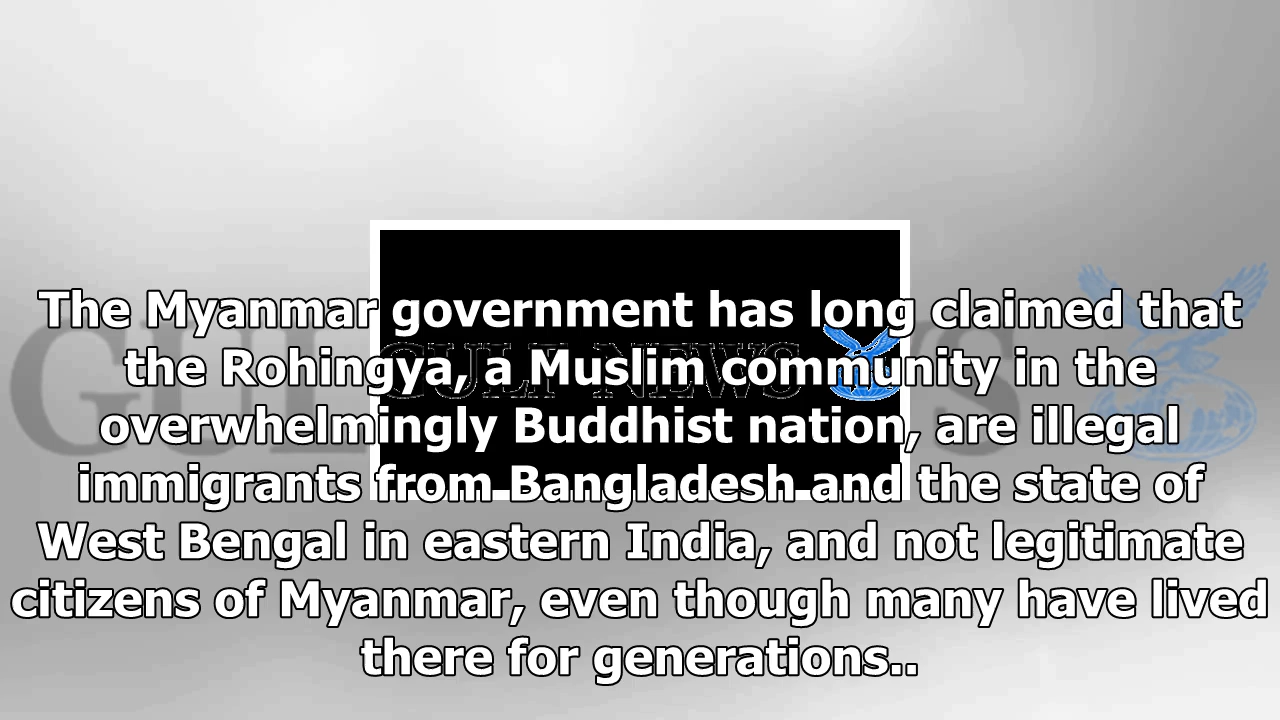 The Myanmar government has long claimed that
the Rohingya, a Muslim community in the
overwhelmingly Buddhist nation, are illegal
immigrants from Bangladesh and the state of
West Bengal in eastern India, and not legitimate
citizens of Myanmar, even though many have lived
there for generations..
GULF NEWS